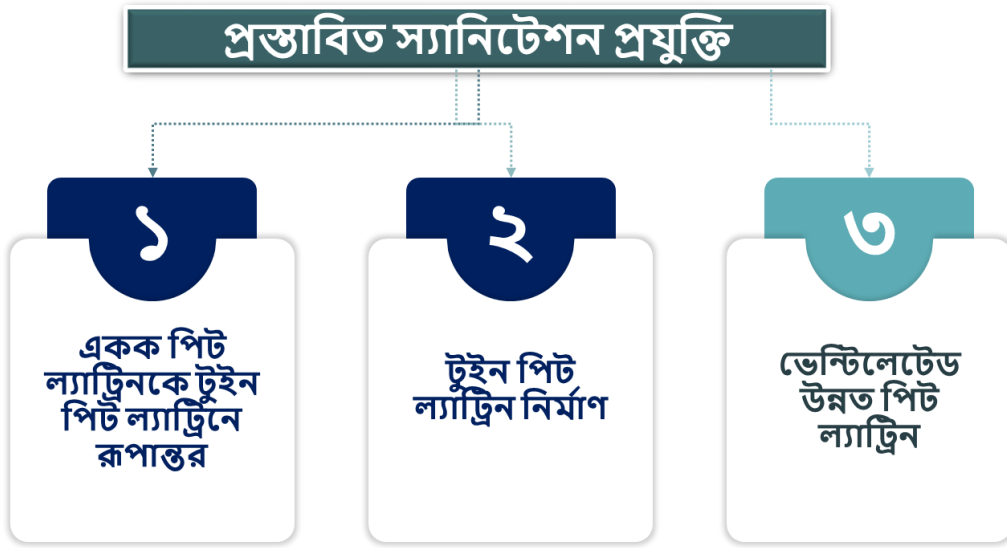 প্রস্তাবিত স্যানিটেশন প্রযুক্তি
১
একক পিট
ল্যাট্রিনকে টুইন
পিট ল্যাট্রিনে
রূপান্তর
২
টুইন পিট
ল্যাট্রিন নির্মাণ
৩
ভেন্টিলেটেড
উন্নত পিট
ল্যাট্রিন